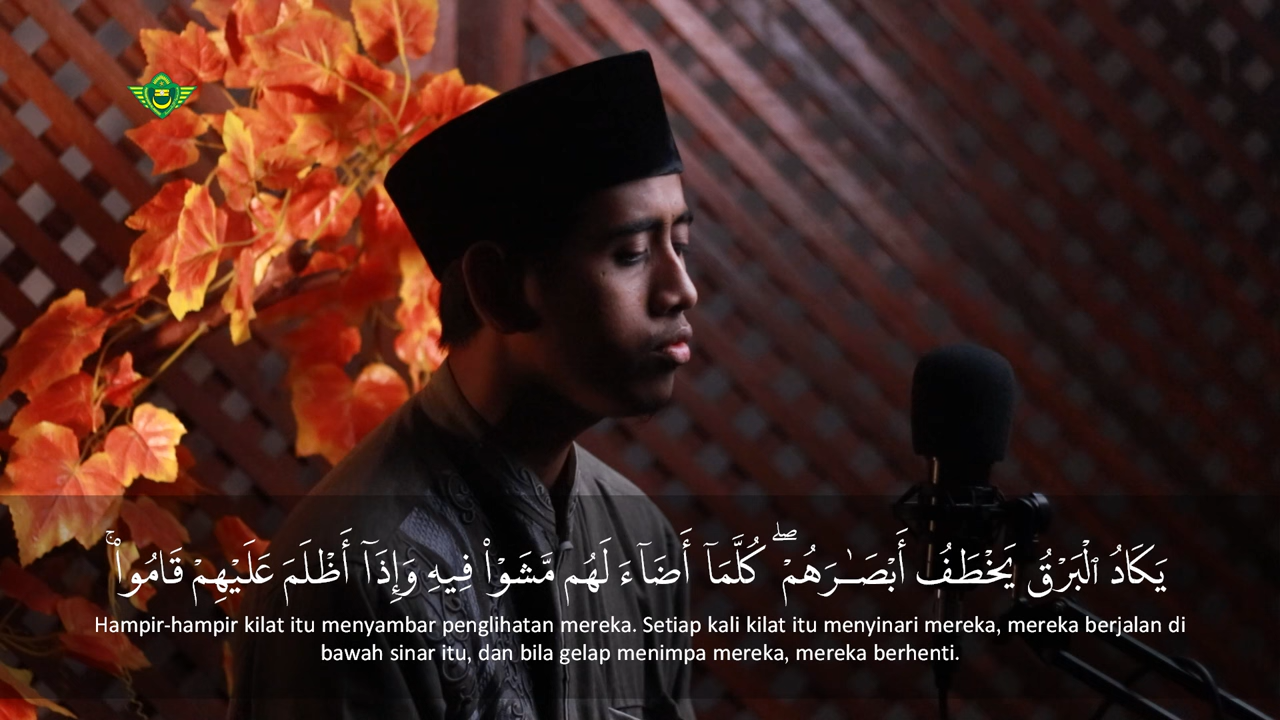 يَكَادُ ٱلْبَرْقُ يَخْطَفُ أَبْصَـٰرَهُمْ ۖ كُلَّمَآ أَضَآءَ لَهُم مَّشَوْا۟ فِيهِ وَإِذَآ أَظْلَمَ عَلَيْهِمْ قَامُوا۟ ۚ
Hampir-hampir kilat itu menyambar penglihatan mereka. Setiap kali kilat itu menyinari mereka, mereka berjalan di
bawah sinar itu, dan bila gelap menimpa mereka, mereka berhenti.